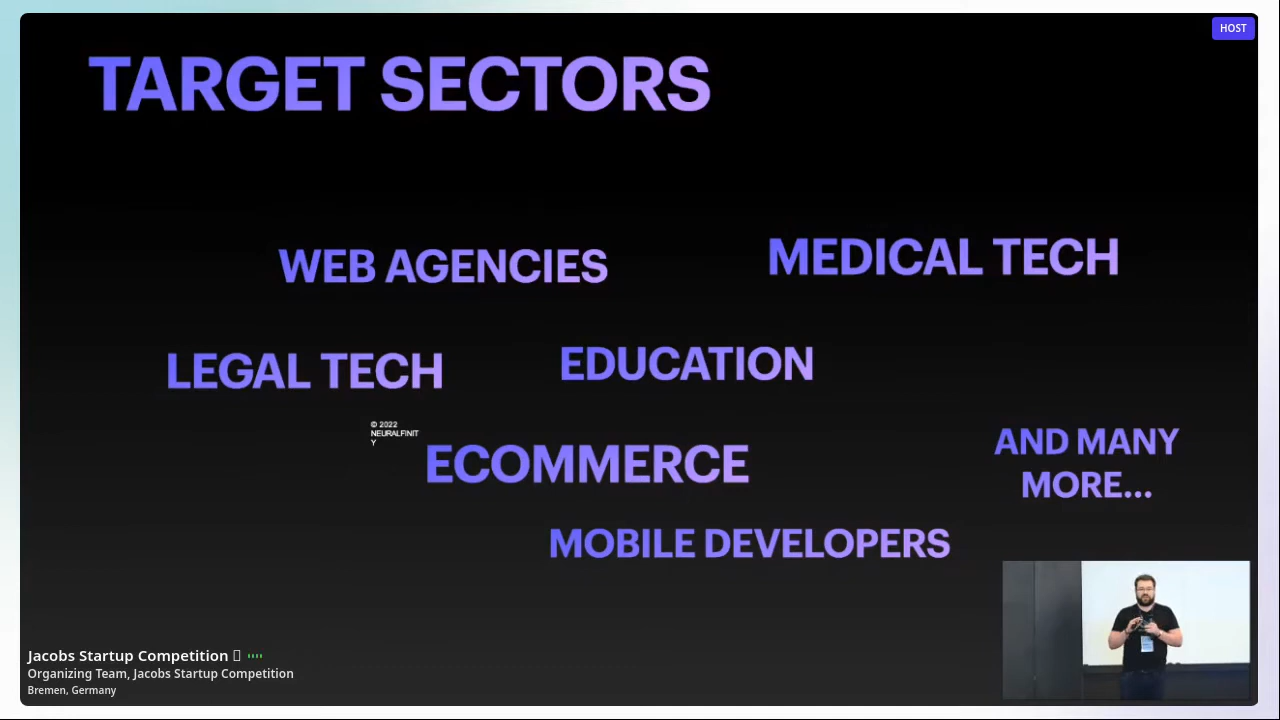 HOST
TARGET SECTORS
WEB AGENCIES
MEDICAL TECH
LEGAL TECH
EDUCATION
© 2022
NEURALFINIT
Y
ECOMMERCE
AND MANY
MORE...
MOBILE DEVELOPERS
Jacobs Startup Competition
Organizing Team, Jacobs Startup Competition
Bremen, Germany